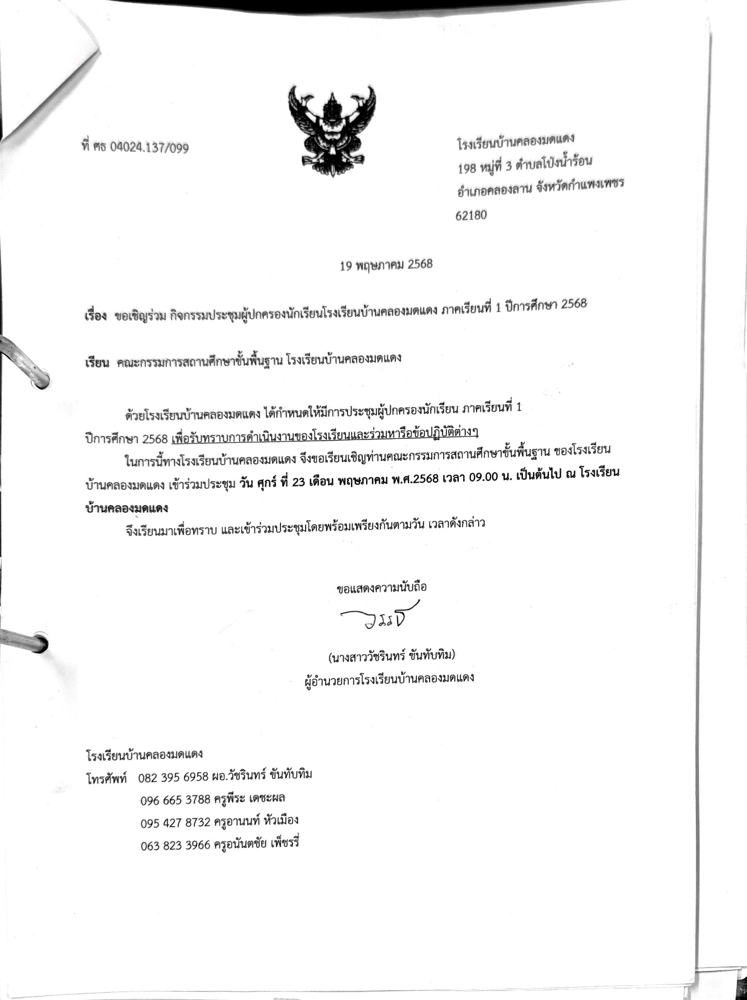 ที่ ศธ 04024.137/099
โรงเรียนบ้านคลองมดแดง
198 หมู่ที่ 3 ตำบลโป่งน้ำร้อน
อำเภอคลองลาน จังหวัดกำแพงเพชร
62180
19 พฤษภาคม 2568
เรื่อง ขอเชิญร่วม กิจกรรมประชุมผู้ปกครองนักเรียนโรงเรียนบ้านคลองมดแดง ภาคเรียนที่ 1 ปีการศึกษา 2568
เรียน คณะกรรมการสถานศึกษาขั้นพื้นฐาน โรงเรียนบ้านคลองมดแดง
ด้วยโรงเรียนบ้านคลองมดแดง ได้กำหนดให้มีการประชุมผู้ปกครองนักเรียน ภาคเรียนที่ 1
ปีการศึกษา 2568 เพื่อรับทราบการดำเนินงานของโรงเรียนและร่วมหารือข้อปฏิบัติต่างๆ
ในการนี้ทางโรงเรียนบ้านคลองมดแดง จึงขอเรียนเชิญท่านคณะกรรมการสถานศึกษาขั้นพื้นฐาน ของโรงเรียน
บ้านคลองมดแดง เข้าร่วมประชุม วัน ศุกร์ ที่ 23 เดือน พฤษภาคม พ.ศ.2568 เวลา 09.00 น. เป็นต้นไป ณ โรงเรียน
บ้านคลองมดแดง
จึงเรียนมาเพื่อทราบ และเข้าร่วมประชุมโดยพร้อมเพรียงกันตามวัน เวลาดังกล่าว
ขอแสดงความนับถือ
(นางสาววัชรินทร์ ขันทับทิม)
ผู้อำนวยการโรงเรียนบ้านคลองมดแดง
โรงเรียนบ้านคลองมดแดง
โทรศัพท์ 082 395 6958 ผอ.วัชรินทร์ ขันทับทิม
096 665 3788 ครูพีระ เดชะผล
095 427 8732 ครูอานนท์ หัวเมือง
063 823 3966 ครูอนันตชัย เพ็ชรรี่